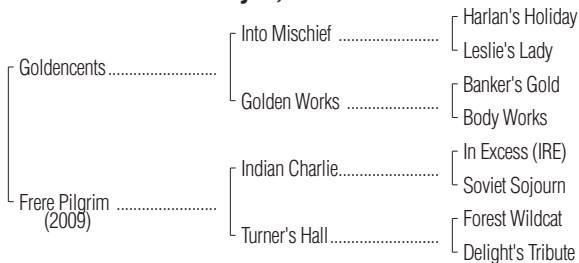 Harlan's Holiday
Into Mischief ..................
Leslie's Lady
Goldencents........................
Banker's Gold
Golden Works ................
Body Works
In Excess (IRE)
Indian Charlie....................
Soviet Sojourn
Frere Pilgrim ......................
(2009)
Forest Wildcat
Turner's Hall......................
Delight's Tribute